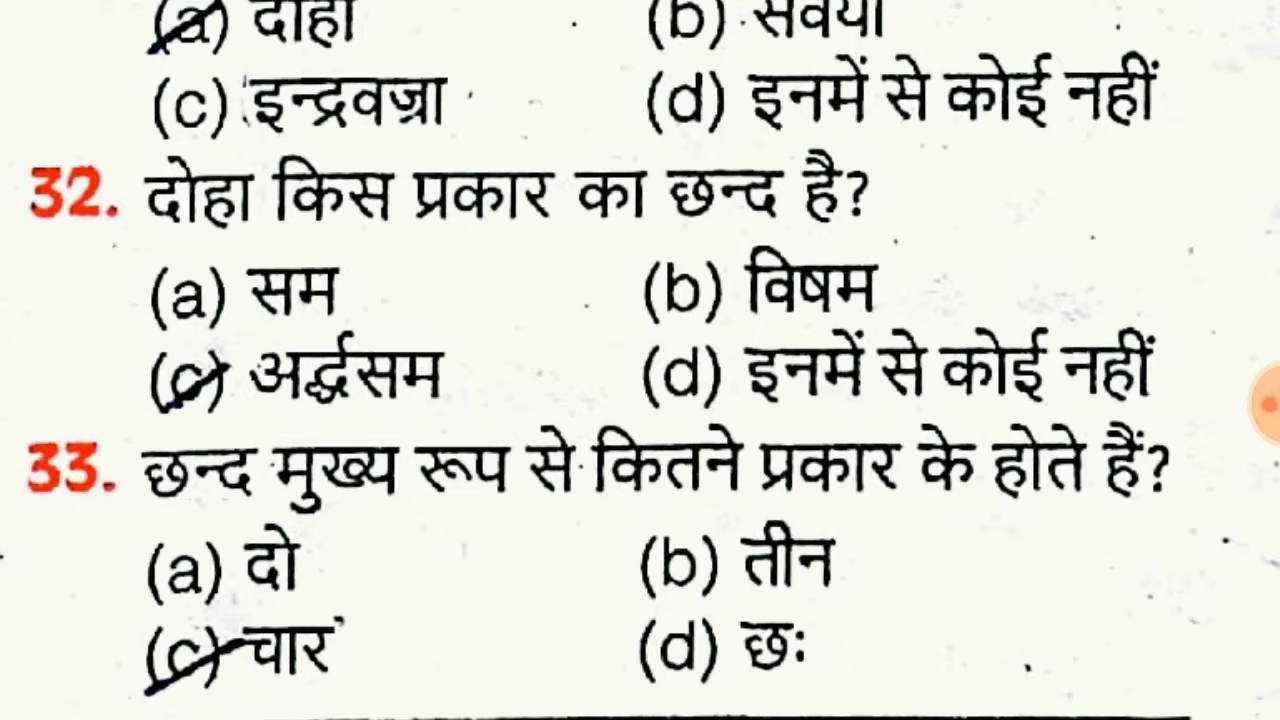 (a) दोहा (b) सवैया
(c) इन्द्रवज्रा (d) इनमें से कोई नहीं
32. दोहा किस प्रकार का छन्द है?
(a) सम (b) विषम
(c) अर्द्धसम (d) इनमें से कोई नहीं
33. छन्द मुख्य रूप से कितने प्रकार के होते हैं?
(a) दो (b) तीन
(c) चार (d) छः